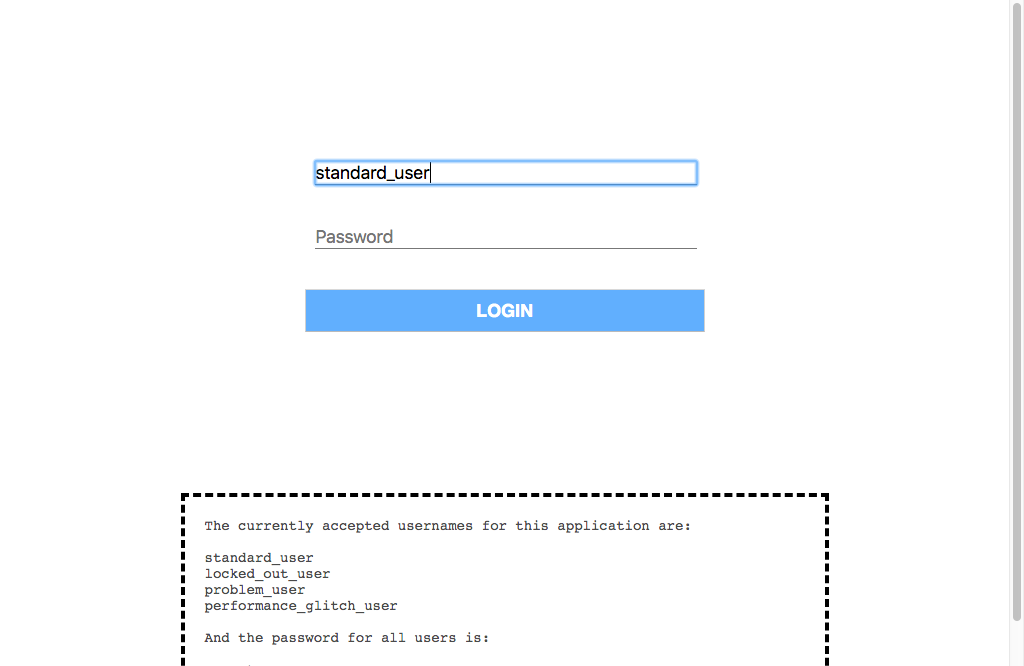 standard_user
Password
LOGIN
The currently accepted usernames for this application are:
standard_user
locked_out_user
problem_user
performance_glitch_user
And the password for all users is: